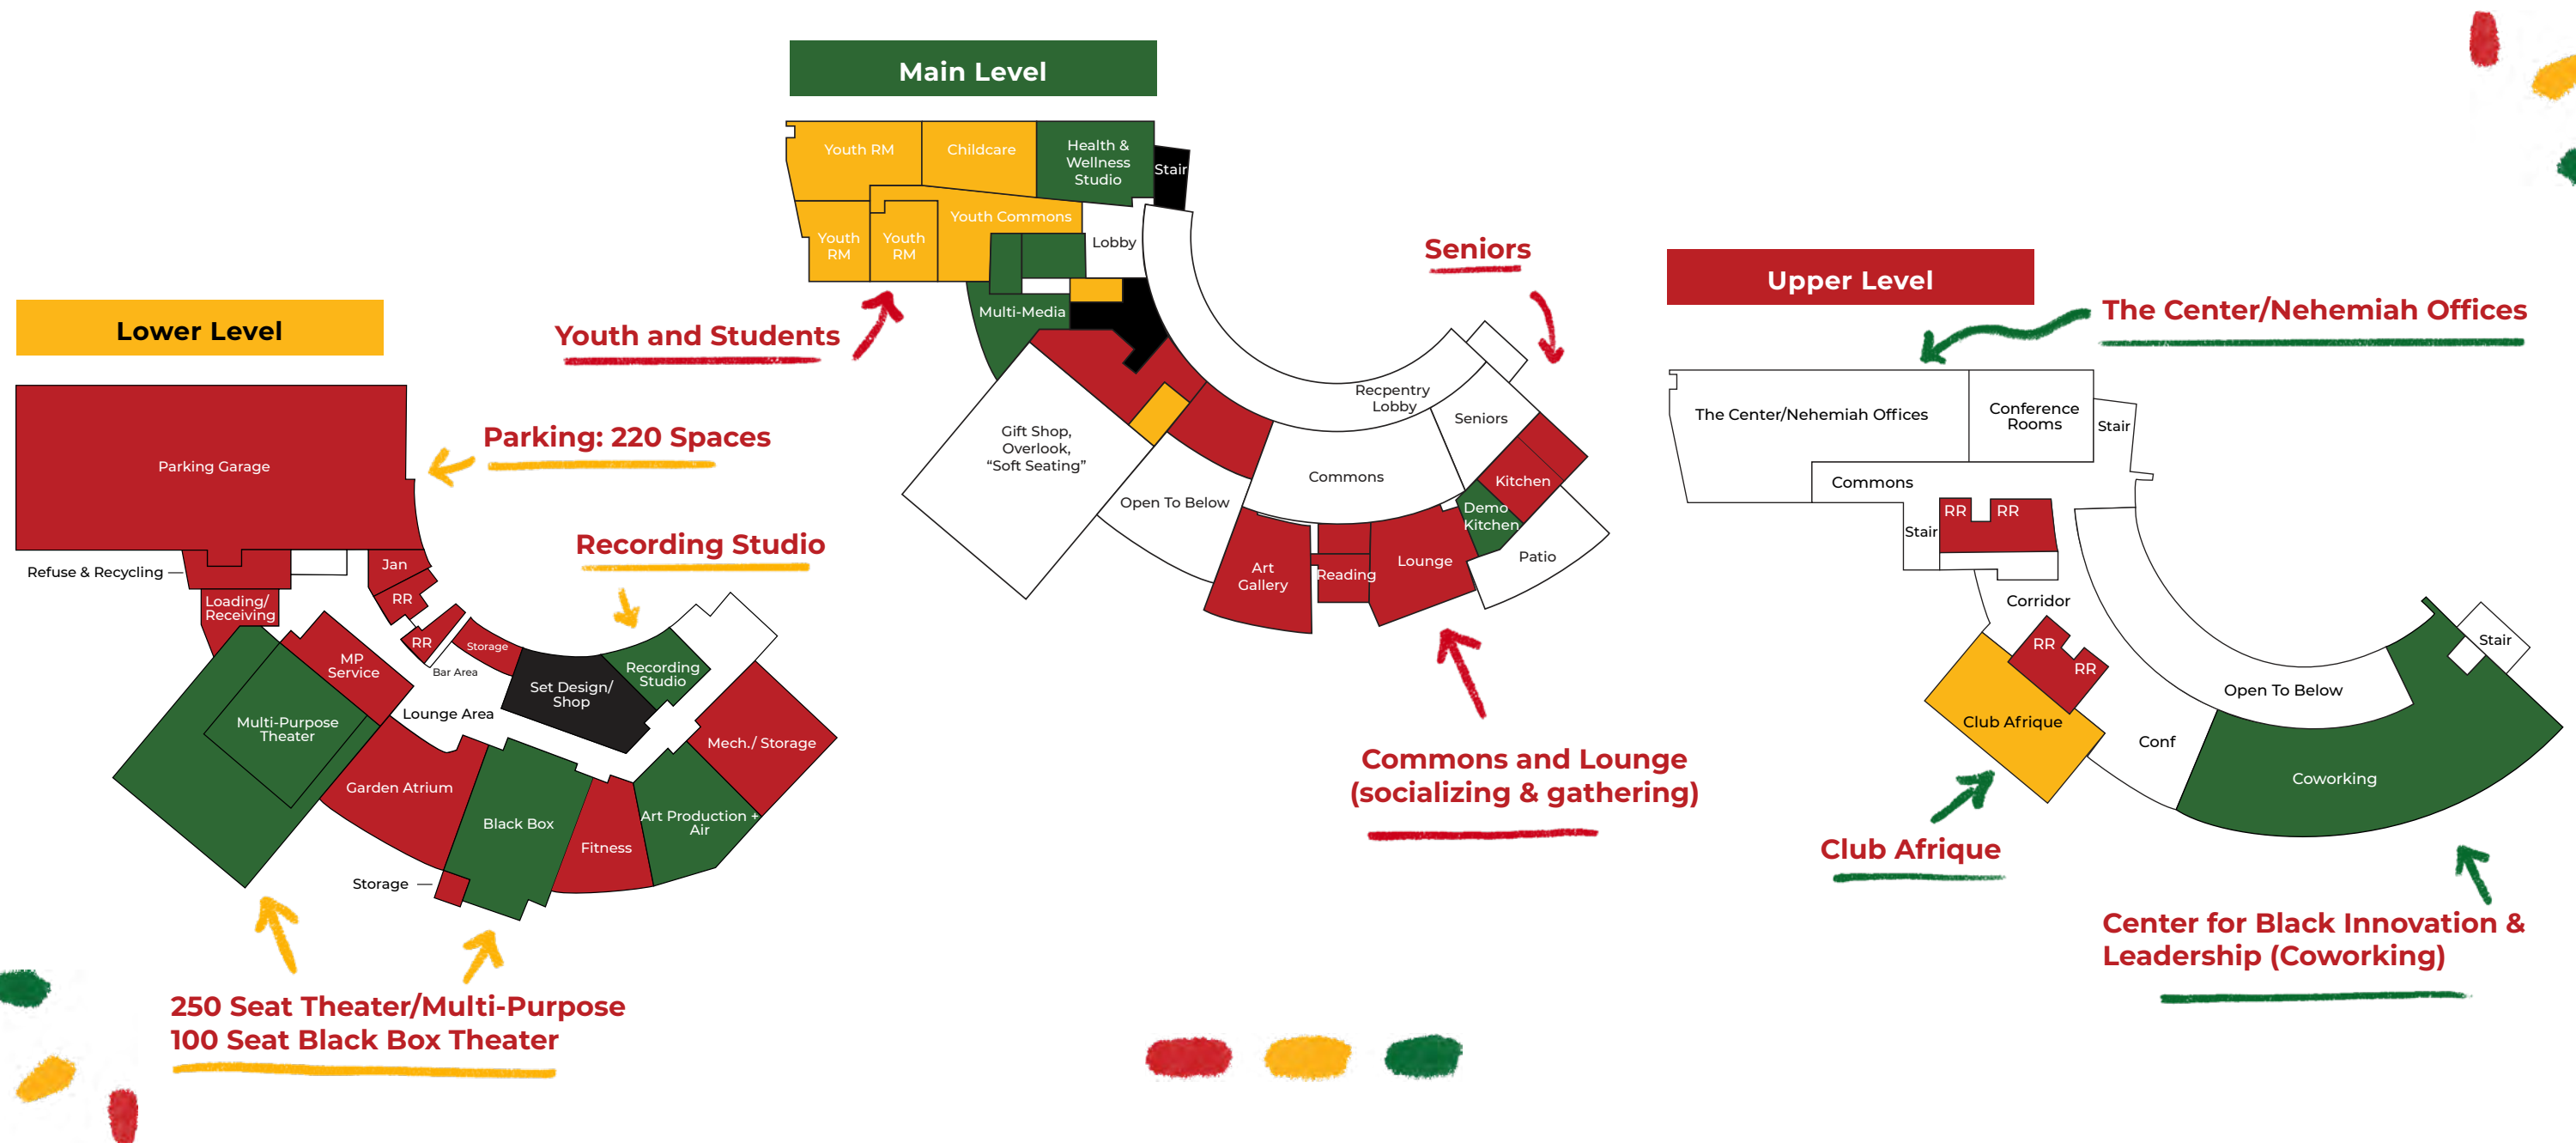 Main Level
Youth RM
Childcare
Health &
Wellness
Studio
Stair
Youth Commons
Youth
RM
Youth
RM
Lobby
Multi-Media
Youth and Students
Seniors
Recpentry
Lobby
Seniors
Gift Shop,
Overlook,
“Soft Seating”
Open To Below
Commons
Kitchen
Demo
Kitchen
Art
Gallery
Reading
Lounge
Patio
Commons and Lounge
(socializing & gathering)
Lower Level
Parking Garage
Parking: 220 Spaces
Refuse & Recycling
Jan
Loading/
Receiving
RR
RR
Storage
Bar Area
Recording Studio
MP
Service
Recording
Studio
Set Design/
Shop
Lounge Area
Multi-Purpose
Theater
Mech./ Storage
Garden Atrium
Black Box
Art Production +
Air
Fitness
Storage
250 Seat Theater/Multi-Purpose
100 Seat Black Box Theater
Upper Level
The Center/Nehemiah Offices
The Center/Nehemiah Offices
Conference
Rooms
Stair
Commons
RR
RR
Stair
Corridor
RR
RR
Stair
Open To Below
Club Afrique
Conf
Coworking
Club Afrique
Center for Black Innovation &
Leadership (Coworking)